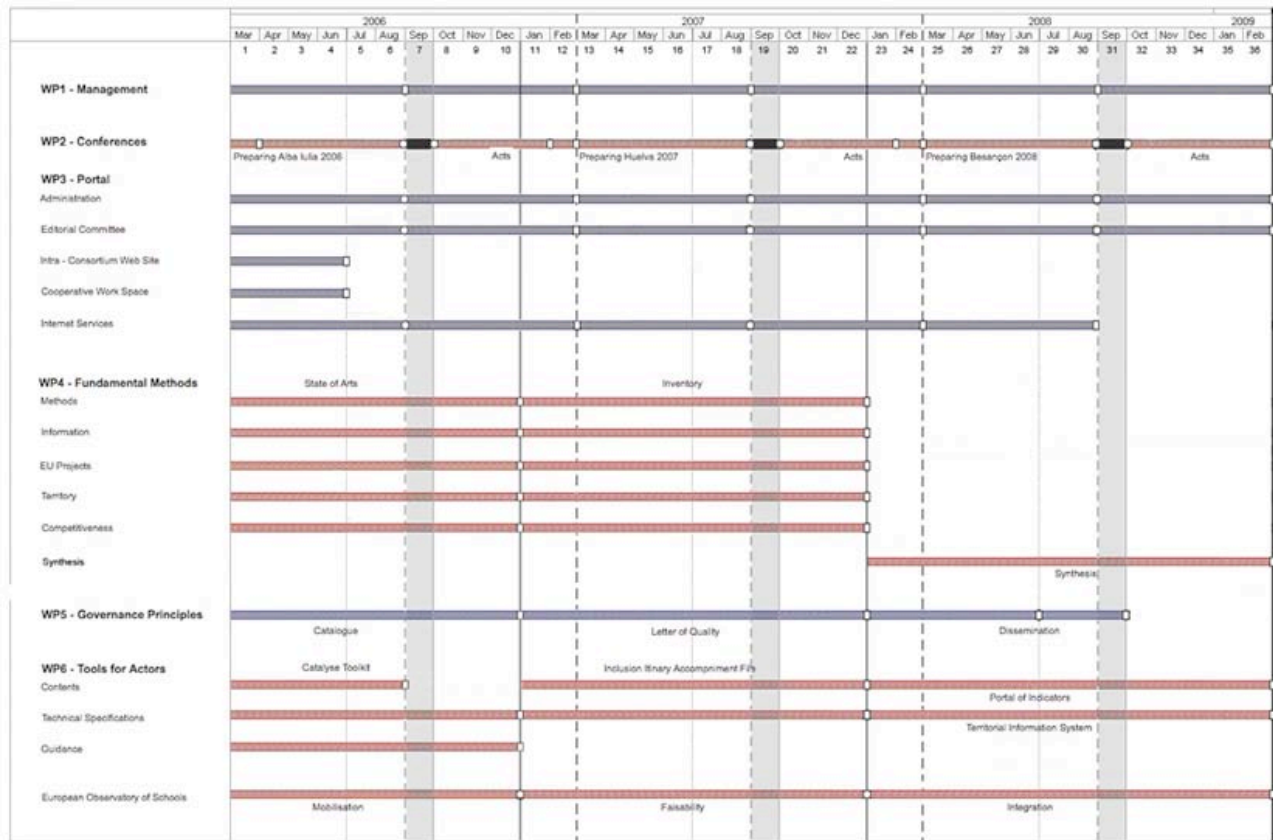 2006 2007 2008 2009
Mar Apr May Jun Jul Aug Sep Oct Nov Dec Jan Feb Mar Apr May Jun Jul Aug Sep Oct Nov Dec Jan Feb Mar Apr May Jun Jul Aug Sep Oct Nov Dec Jan Feb
1 2 3 4 5 6 7 8 9 10 11 12 13 14 15 16 17 18 19 20 21 22 23 24 25 26 27 28 29 30 31 32 33 34 35 36
WP1 - Management
WP2 - Conferences
Preparing Alba Iulia 2006 Acts Preparing Huelva 2007 Acts Preparing Besançon 2008 Acts
WP3 - Portal
Administration
Editorial Committee
Intra - Consortium Web Site
Cooperative Work Space
Internet Services
WP4 - Fundamental Methods State of Arts Inventory
Methods
Information
EU Projects
Territory
Competitiveness
Synthesis
Synthesis
WP5 - Governance Principles
Catalogue Letter of Quality Dissemination
WP6 - Tools for Actors Catalyse Toolkit Inclusion Itinary Accompniment File
Contents
Portal of Indicators
Technical Specifications
Territorial Information System
Guidance
European Observatory of Schools
Mobilisation Faisability Integration